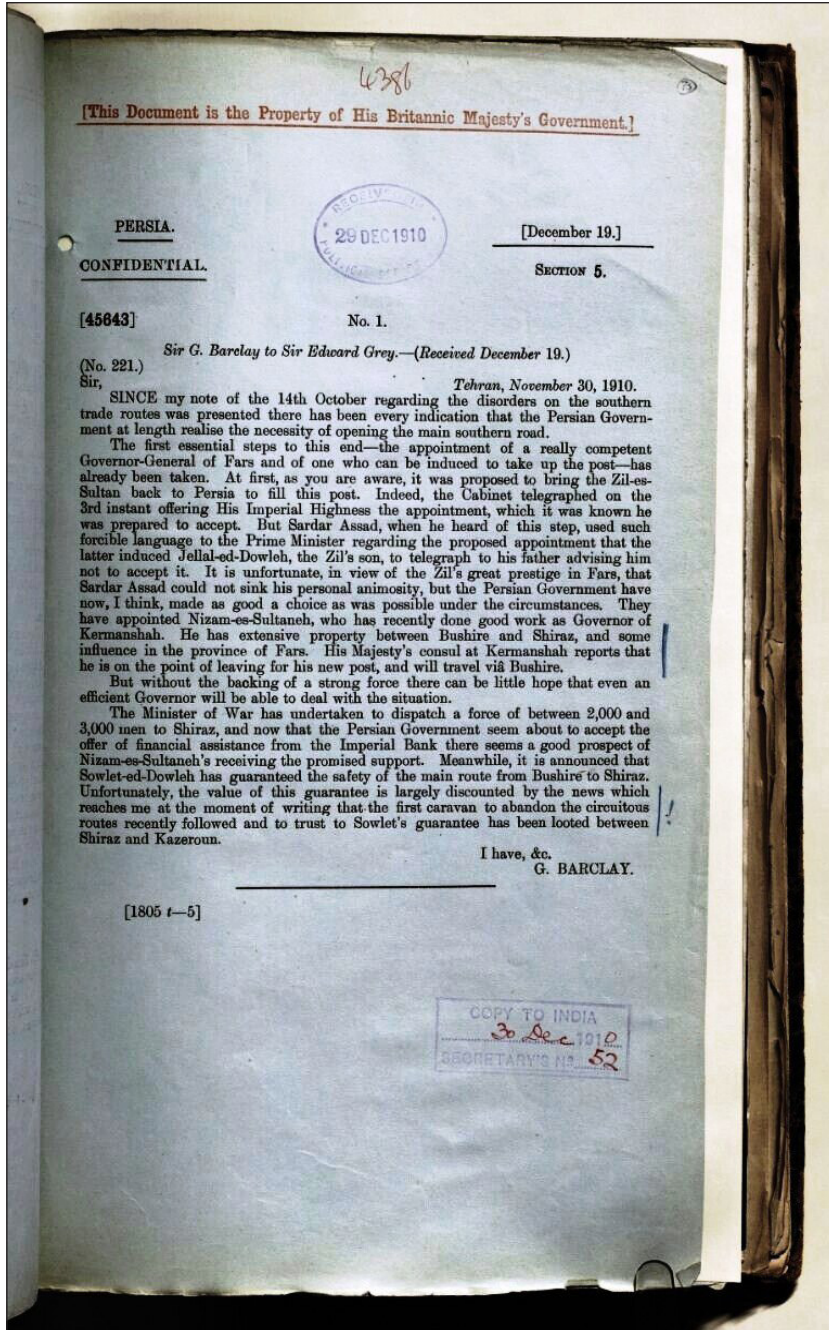 4386
[This Document is the Property of His Britannic Majesty's Government.]
PERSIA.
[December 19.]
RECEIVED
29 DEC 1910
CONFIDENTIAL.
SECTION 5.
[45643]
No. 1.
Sir G. Barclay to Sir Edward Grey.—(Received December 19.)
(No. 221.)
Sir,
Tehran, November 30, 1910.
SINCE my note of the 14th October regarding the disorders on the southern
trade routes was presented there has been every indication that the Persian Govern-
ment at length realise the necessity of opening the main southern road.
The first essential steps to this end—the appointment of a really competent
Governor-General of Fars and of one who can be induced to take up the post—has
already been taken. At first, as you are aware, it was proposed to bring the Zil-es-
Sultan back to Persia to fill this post. Indeed, the Cabinet telegraphed on the
3rd instant offering His Imperial Highness the appointment, which it was known he
was prepared to accept. But Sardar Assad, when he heard of this step, used such
forcible language to the Prime Minister regarding the proposed appointment that the
latter induced Jellal-ed-Dowleh, the Zil's son, to telegraph to his father advising him
not to accept it. It is unfortunate, in view of the Zil's great prestige in Fars, that
Sardar Assad could not sink his personal animosity, but the Persian Government have
now, I think, made as good a choice as was possible under the circumstances. They
have appointed Nizam-es-Sultaneh, who has recently done good work as Governor of
Kermanshah. He has extensive property between Bushire and Shiraz, and some
influence in the province of Fars. His Majesty's consul at Kermanshah reports that
he is on the point of leaving for his new post, and will travel viâ Bushire.
But without the backing of a strong force there can be little hope that even an
efficient Governor will be able to deal with the situation.
The Minister of War has undertaken to dispatch a force of between 2,000 and
3,000 men to Shiraz, and now that the Persian Government seem about to accept the
offer of financial assistance from the Imperial Bank there seems a good prospect of
Nizam-es-Sultaneh's receiving the promised support. Meanwhile, it is announced that
Sowlet-ed-Dowleh has guaranteed the safety of the main route from Bushire to Shiraz.
Unfortunately, the value of this guarantee is largely discounted by the news which
reaches me at the moment of writing that the first caravan to abandon the circuitous
routes recently followed and to trust to Sowlet's guarantee has been looted between
Shiraz and Kazeroun.
!
I have, &c.
G. BARCLAY.
[1805 t—5]
COPY TO INDIA
30 Dec 1910
SECRETARY'S No. 52